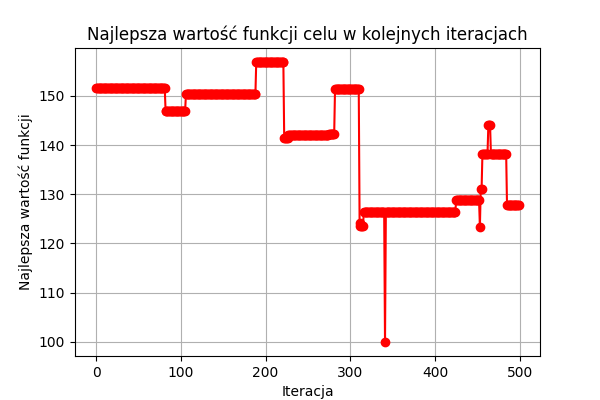 Najlepsza wartość funkcji celu w kolejnych iteracjach
Najlepsza wartość funkcji
150
140
130
120
110
100
0 100 200 300 400 500
Iteracja